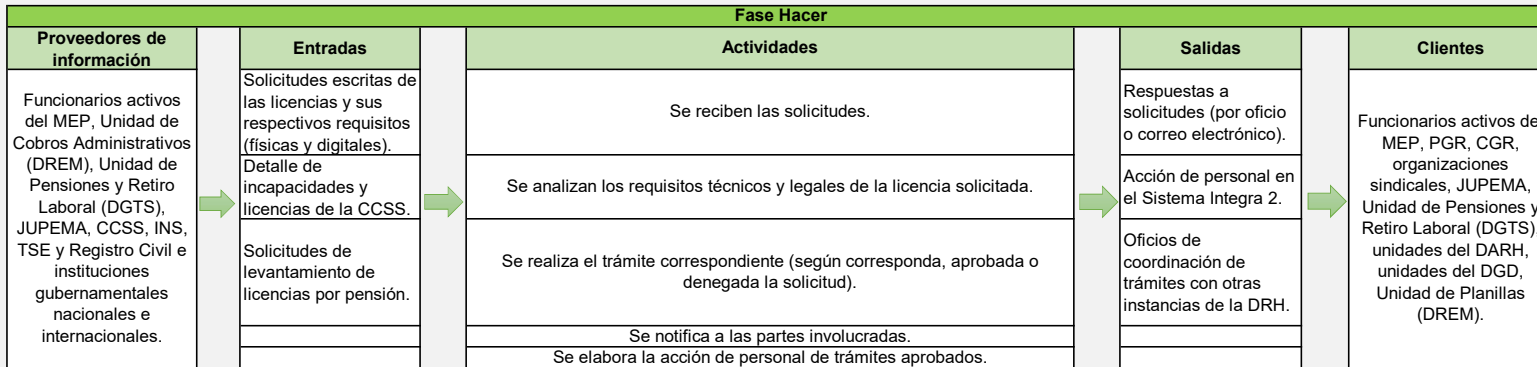 Fase Hacer
Proveedores de
información
Entradas
Actividades
Salidas
Clientes
Funcionarios activos
del MEP, Unidad de
Cobros Administrativos
(DREM), Unidad de
Pensiones y Retiro
Laboral (DGTS),
JUPEMA, CCSS, INS,
TSE y Registro Civil e
instituciones
gubernamentales
nacionales e
internacionales.
Solicitudes escritas de
las licencias y sus
respectivos requisitos
(físicas y digitales).
Detalle de
incapacidades y
licencias de la CCSS.
Solicitudes de
levantamiento de
licencias por pensión.
Se reciben las solicitudes.
Se analizan los requisitos técnicos y legales de la licencia solicitada.
Se realiza el trámite correspondiente (según corresponda, aprobada o
denegada la solicitud).
Se notifica a las partes involucradas.
Se elabora la acción de personal de trámites aprobados.
Respuestas a
solicitudes (por oficio
o correo electrónico).
Acción de personal en
el Sistema Integra 2.
Oficios de
coordinación de
trámites con otras
instancias de la DRH.
Funcionarios activos de
MEP, PGR, CGR,
organizaciones
sindicales, JUPEMA,
Unidad de Pensiones y
Retiro Laboral (DGTS),
unidades del DARH,
unidades del DGD,
Unidad de Planillas
(DREM).